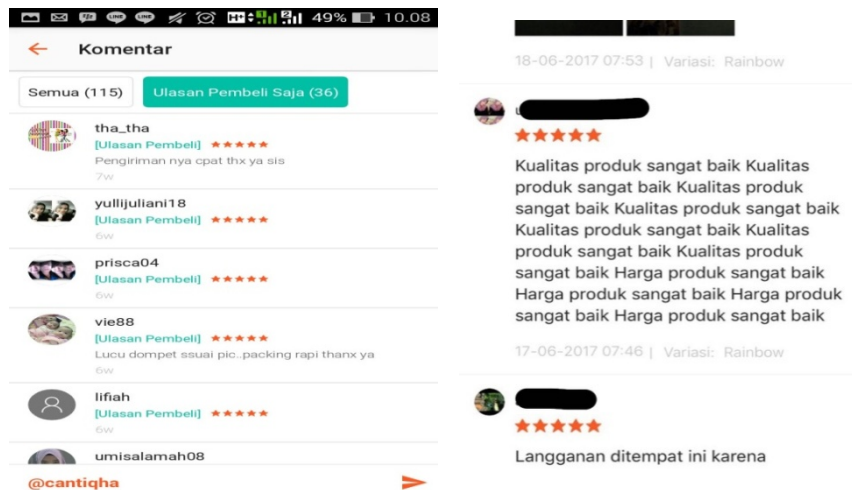 49% 10.08
Komentar
Semua (115) Ulasan Pembeli Saja (36)
tha_tha
[Ulasan Pembeli]
Pengiriman nya cpat thx ya sis
7w
yullijuliani18
[Ulasan Pembeli]
6w
prisca04
[Ulasan Pembeli]
6w
vie88
[Ulasan Pembeli]
Lucu dompet ssuai pic..packing rapi thanx ya
6w
lifiah
[Ulasan Pembeli]
6w
umisalamah08
@cantiqha
18-06-2017 07:53 | Variasi: Rainbow
Kualitas produk sangat baik Kualitas
produk sangat baik Kualitas produk
sangat baik Kualitas produk sangat baik
Kualitas produk sangat baik Kualitas
produk sangat baik Kualitas produk
sangat baik Harga produk sangat baik
Harga produk sangat baik Harga produk
sangat baik Harga produk sangat baik
17-06-2017 07:46 | Variasi: Rainbow
Langganan ditempat ini karena